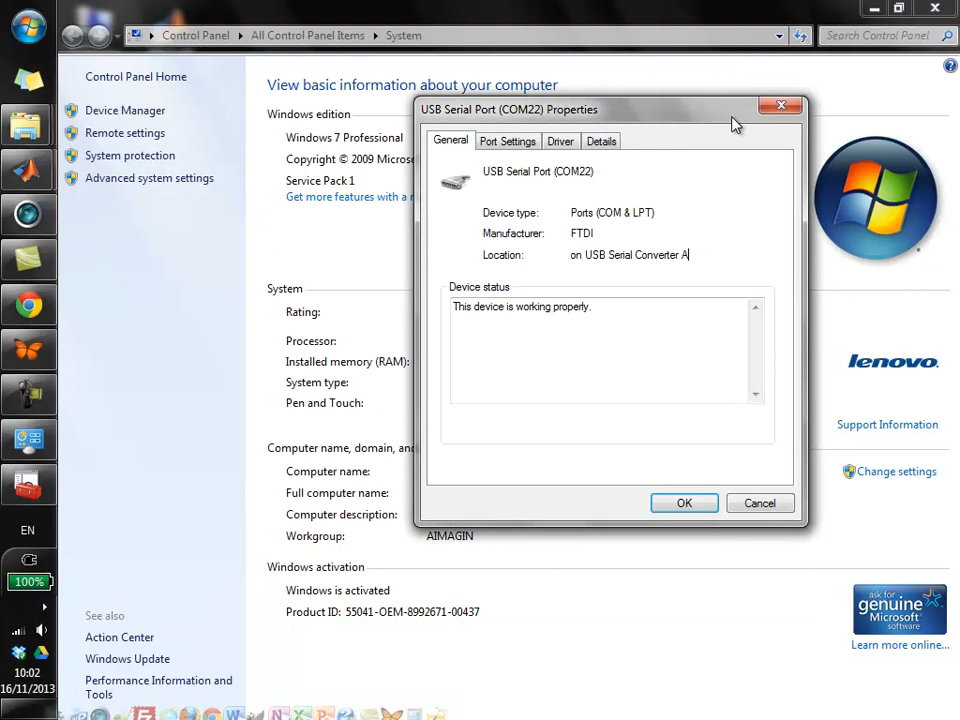 Control Panel
All Control Panel Items
System
Search Control Panel
Control Panel Home
Device Manager
Remote settings
System protection
Advanced system settings
View basic information about your computer
Windows edition
Windows 7 Professional
Copyright © 2009 Microso
Service Pack 1
Get more features with a
System
Rating:
Processor:
Installed memory (RAM):
System type:
Pen and Touch:
Computer name, domain, and
Computer name:
Full computer name:
Computer description:
Workgroup:
AIMAGIN
Windows activation
Windows is activated
Product ID: 55041-OEM-8992671-00437
USB Serial Port (COM22) Properties
General
Port Settings
Driver
Details
USB Serial Port (COM22)
Device type: Ports (COM & LPT)
Manufacturer: FTDI
Location: on USB Serial Converter A
Device status
This device is working properly.
OK
Cancel
lenovo.
Support Information
Change settings
ask for
genuine
Microsoft
software
Learn more online...
See also
Action Center
Windows Update
Performance Information and
Tools
EN
100%
10:02
16/11/2013